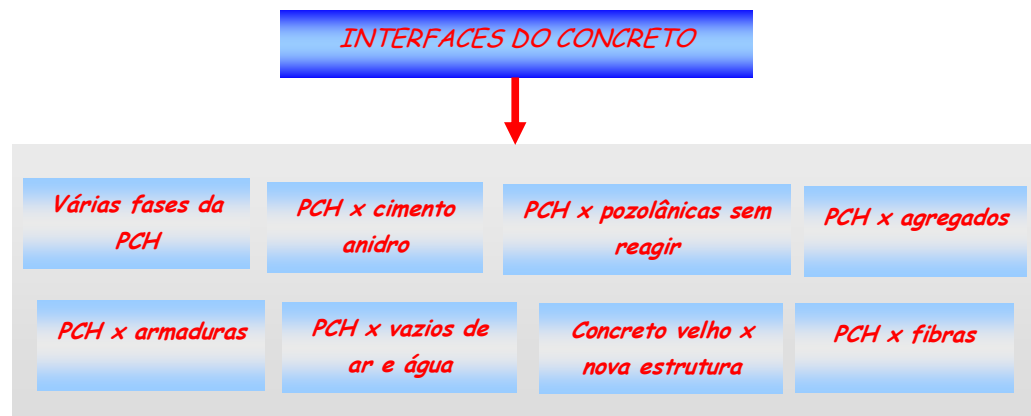 INTERFACES DO CONCRETO
Várias fases da
PCH
PCH x cimento
anidro
PCH x pozolânicas sem
reagir
PCH x agregados
PCH x armaduras
PCH x vazios de
ar e água
Concreto velho x
nova estrutura
PCH x fibras